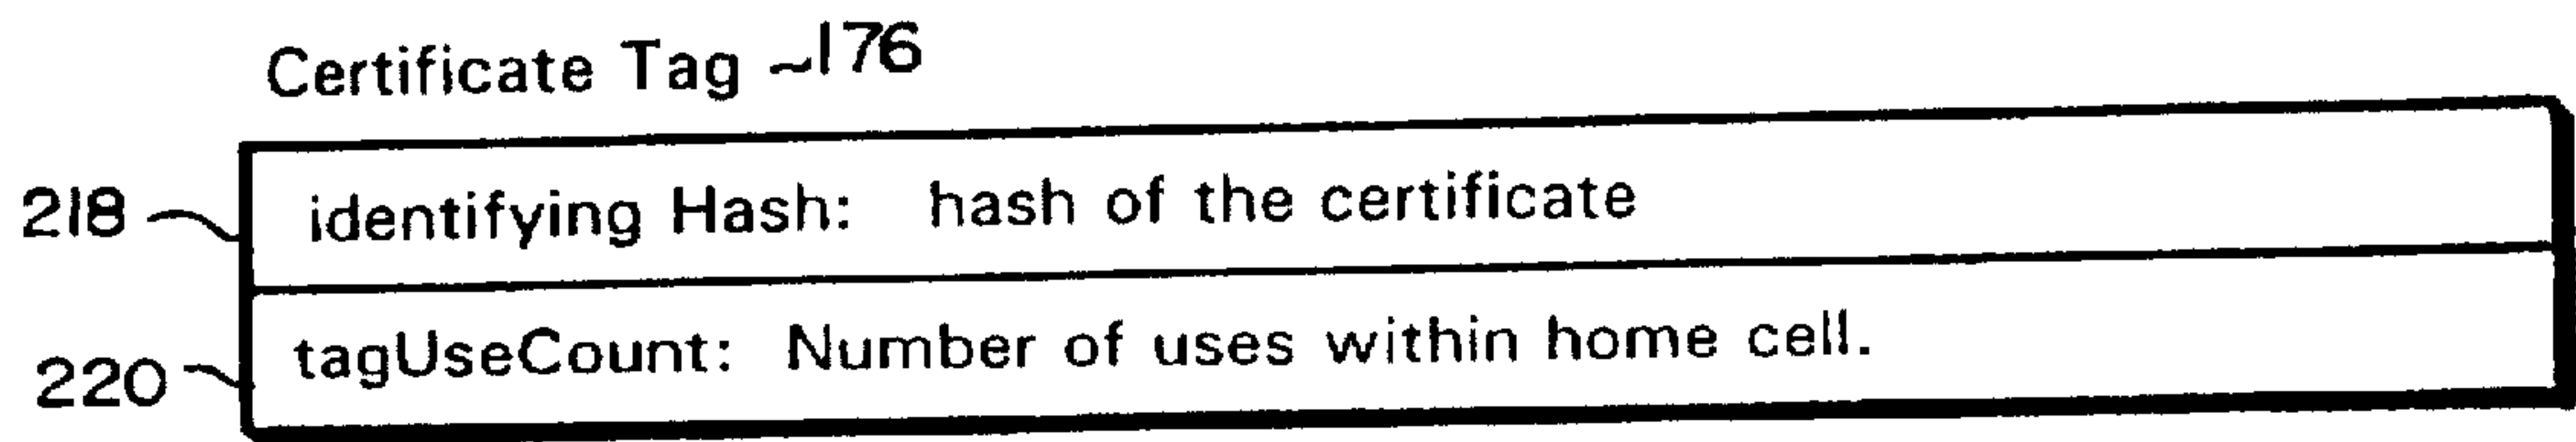 Certificate Tag ~176
218 identifying Hash: hash of the certificate
220 tagUseCount: Number of uses within home cell.